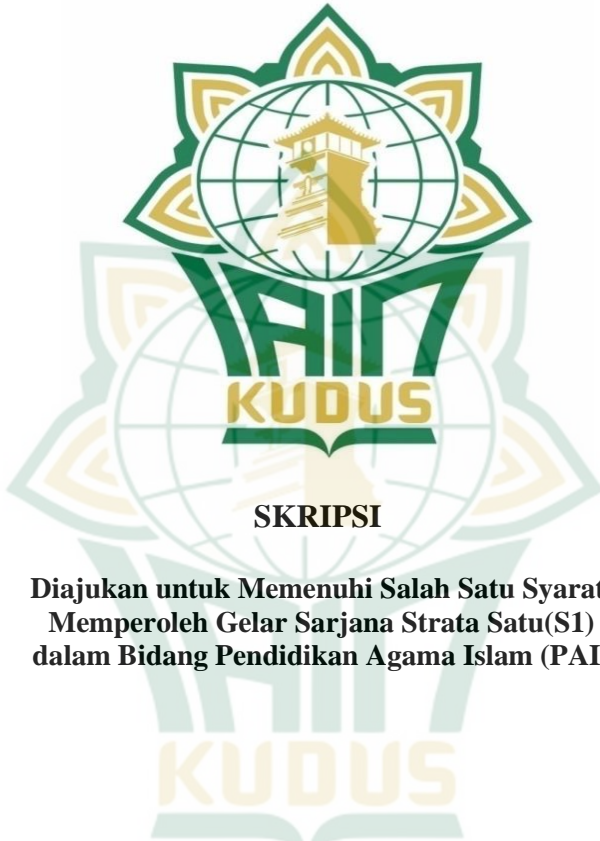 IAIN
KUDUS
SKRIPSI
Diajukan untuk Memenuhi Salah Satu Syarat
Memperoleh Gelar Sarjana Strata Satu(S1)
dalam Bidang Pendidikan Agama Islam (PAI
KUDUS